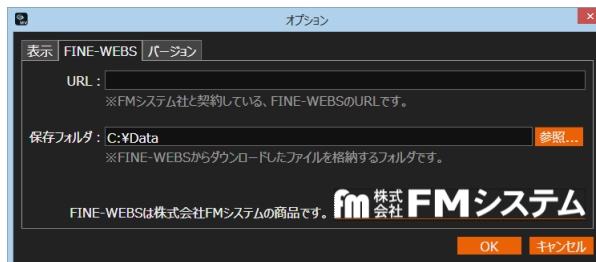 オプション
表示 FINE-WEBS バージョン
URL：
※FMシステム社と契約している、FINE-WEBSのURLです。
保存フォルダ： C:¥Data 参照...
※FINE-WEBSからダウンロードしたファイルを格納するフォルダです。
FINE-WEBSは株式会社FMシステムの商品です。 fm 株式会社 FMシステム
OK キャンセル